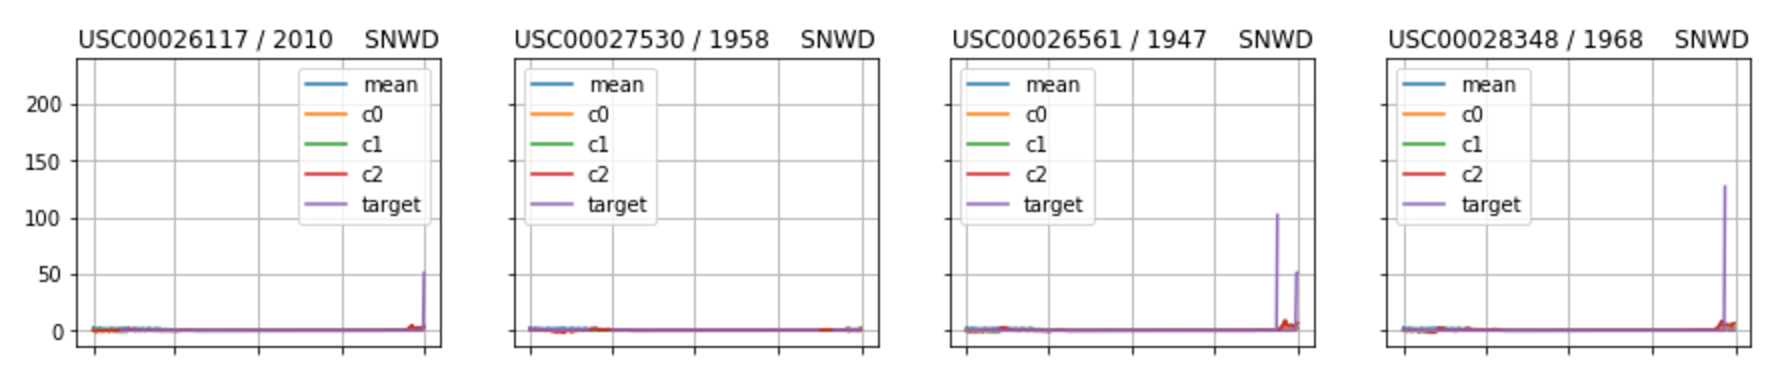 USC00026117 / 2010 SNWD
mean
c0
c1
c2
target
200
150
100
50
0
USC00027530 / 1958 SNWD
mean
c0
c1
c2
target
USC00026561 / 1947 SNWD
mean
c0
c1
c2
target
USC00028348 / 1968 SNWD
mean
c0
c1
c2
target